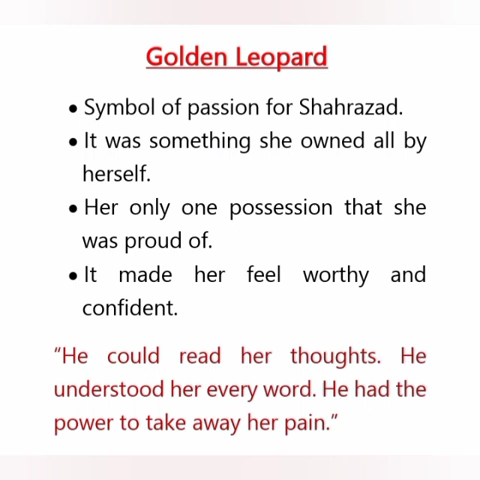 Golden Leopard
• Symbol of passion for Shahrazad.
• It was something she owned all by
herself.
• Her only one possession that she
was proud of.
• It made her feel worthy and
confident.
“He could read her thoughts. He
understood her every word. He had the
power to take away her pain.”